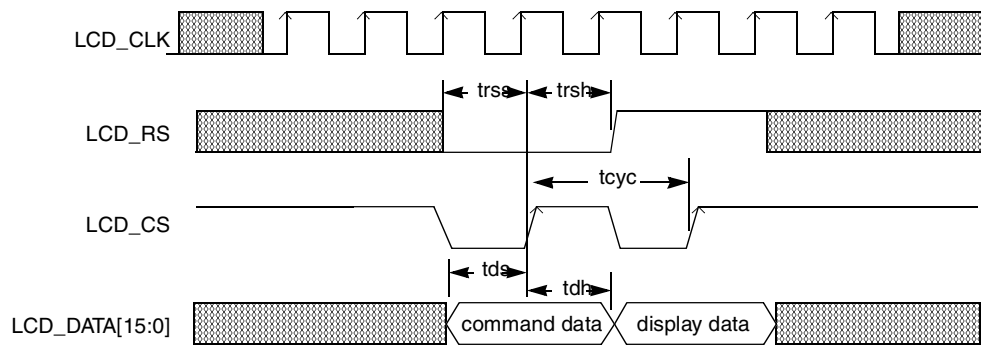 LCD_CLK
trss
trsh
LCD_RS
tcyc
LCD_CS
tds
tdh
LCD_DATA[15:0]
command data
display data